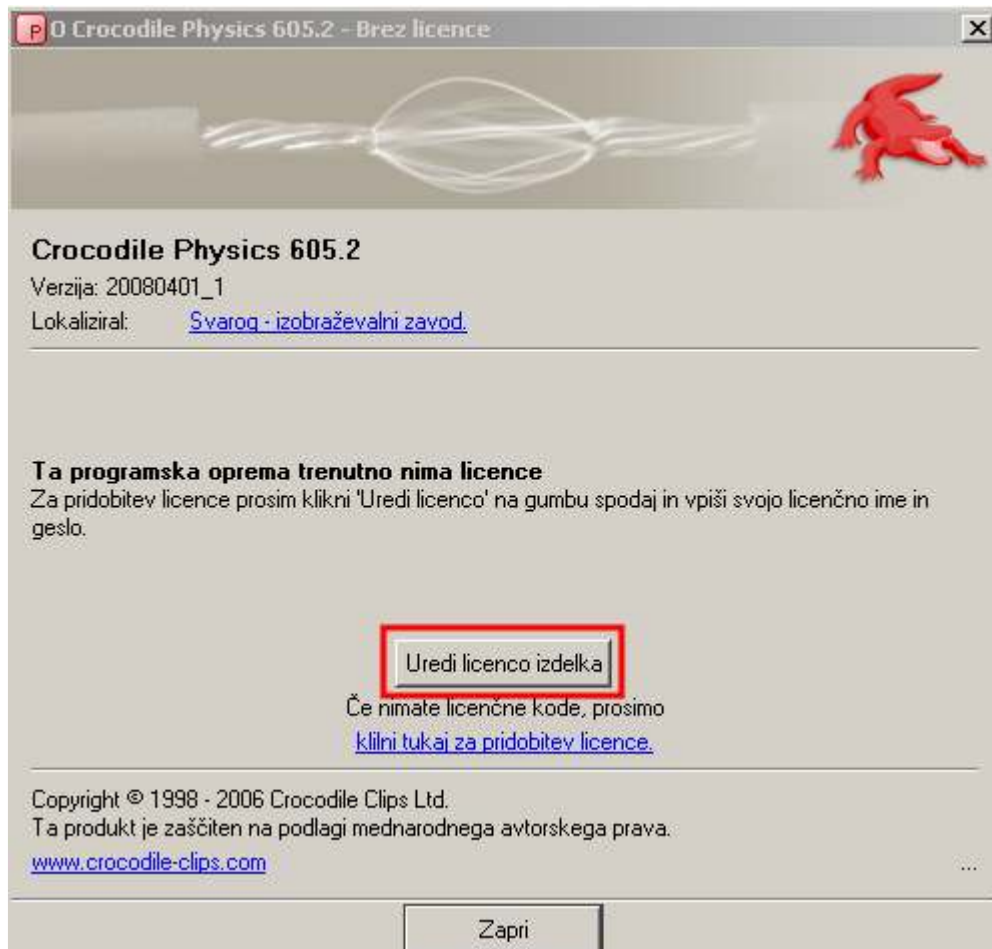 P O Crocodile Physics 605.2 - Brez licence
Crocodile Physics 605.2
Verzija: 20080401_1
Lokaliziral: Svarog - izobraževalni zavod.
Ta programska oprema trenutno nima licence
Za pridobitev licence prosim klikni 'Uredi licenco' na gumbu spodaj in vpiši svojo licenčno ime in
geslo.
Uredi licenco izdelka
Če nimate licenčne kode, prosimo
klilni tukaj za pridobitev licence.
Copyright © 1998 - 2006 Crocodile Clips Ltd.
Ta produkt je zaščiten na podlagi mednarodnega avtorskega prava.
www.crocodile-clips.com ...
Zapri